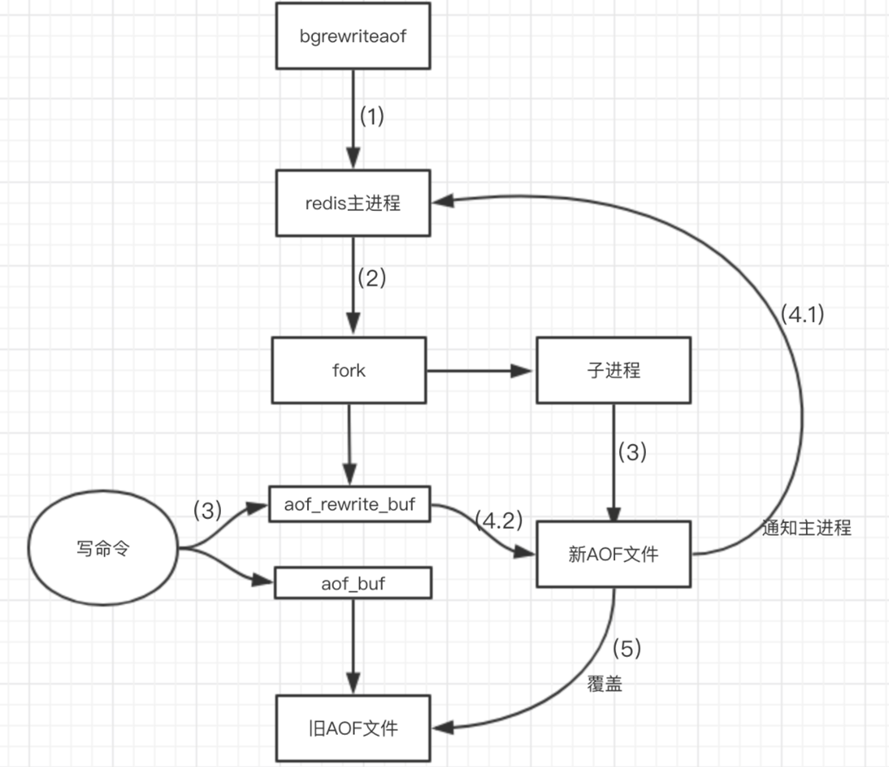 bgrewriteaof
(1)
redis主进程
(2)
(4.1)
fork
子进程
(3)
aof_rewrite_buf
(3)
(4.2)
通知主进程
写命令
新AOF文件
aof_buf
(5)
覆盖
旧AOF文件